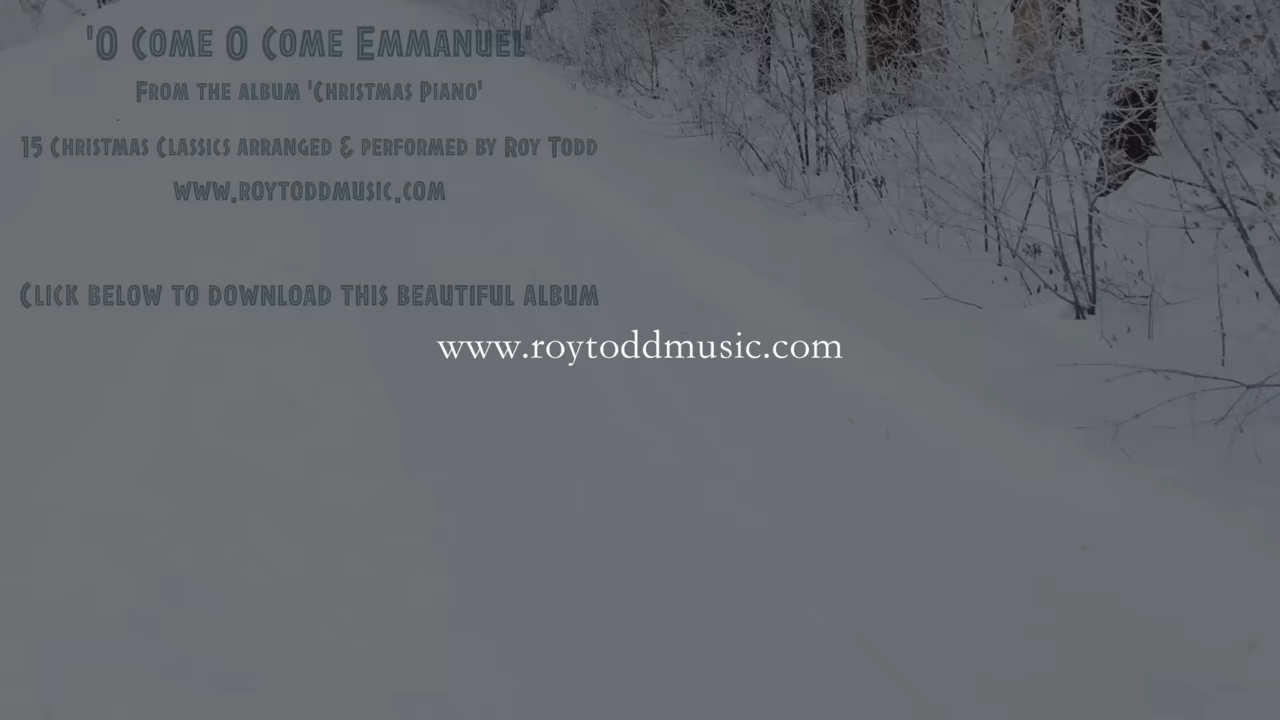 'O Come O Come Emmanuel'
From the album 'Christmas Piano'
15 Christmas Classics arranged & performed by Roy Todd
www.roytoddmusic.com
Click below to download this beautiful album
www.roytoddmusic.com